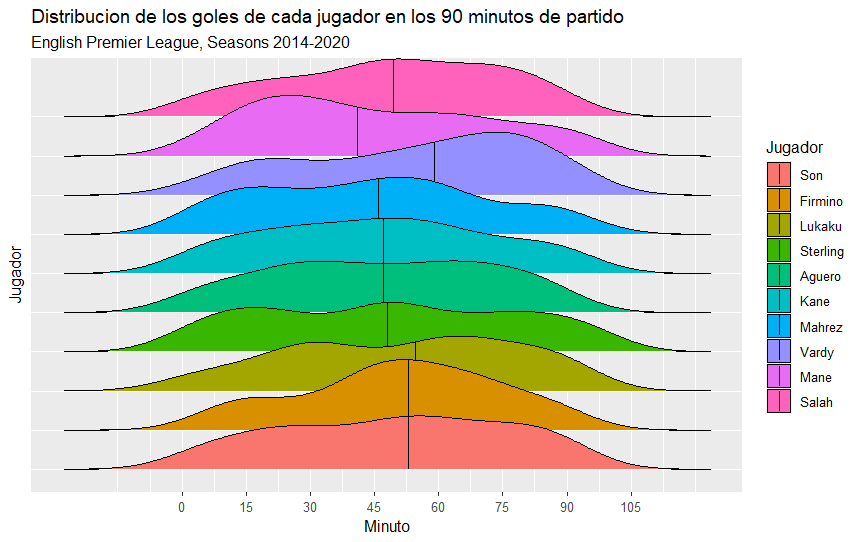 Distribucion de los goles de cada jugador en los 90 minutos de partido
English Premier League, Seasons 2014-2020
Jugador
Jugador
Son
Firmino
Lukaku
Sterling
Aguero
Kane
Mahrez
Vardy
Mane
Salah
0 15 30 45 60 75 90 105
Minuto